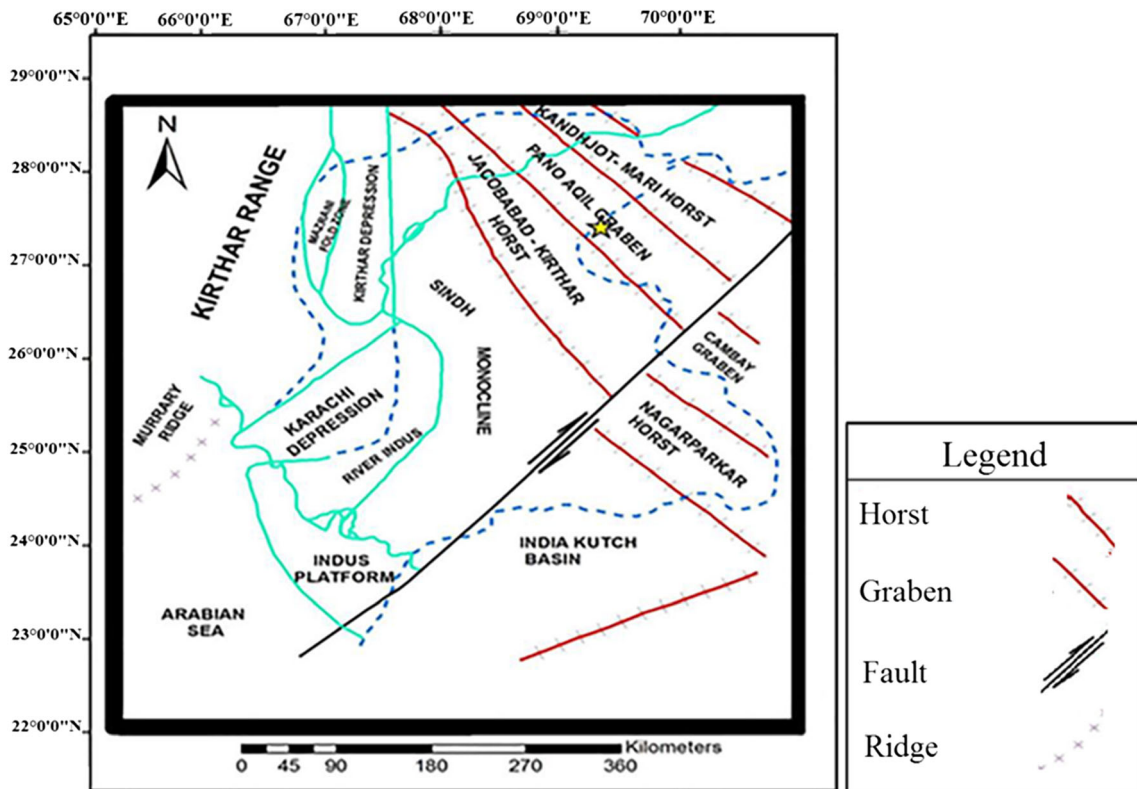 65°0'0"E 66°0'0"E 67°0'0"E 68°0'0"E 69°0'0"E 70°0'0"E
29°0'0"N
28°0'0"N
27°0'0"N
26°0'0"N
25°0'0"N
24°0'0"N
23°0'0"N
22°0'0"N
N
KIRTHAR RANGE
MAZRANI
FOLD ZONE
KIRTHAR DEPRESSION
KANDHJOT- MARI HORST
PANO AQIL GRABEN
JACOBABAD - KIRTHAR
HORST
SINDH
MONOCLINE
CAMBAY
GRABEN
MURRARY
RIDGE
KARACHI
DEPRESSION
RIVER INDUS
NAGARPARKAR
HORST
INDUS
PLATFORM
INDIA KUTCH
BASIN
ARABIAN
SEA
Kilometers
0 45 90 180 270 360
Legend
Horst
Graben
Fault
Ridge